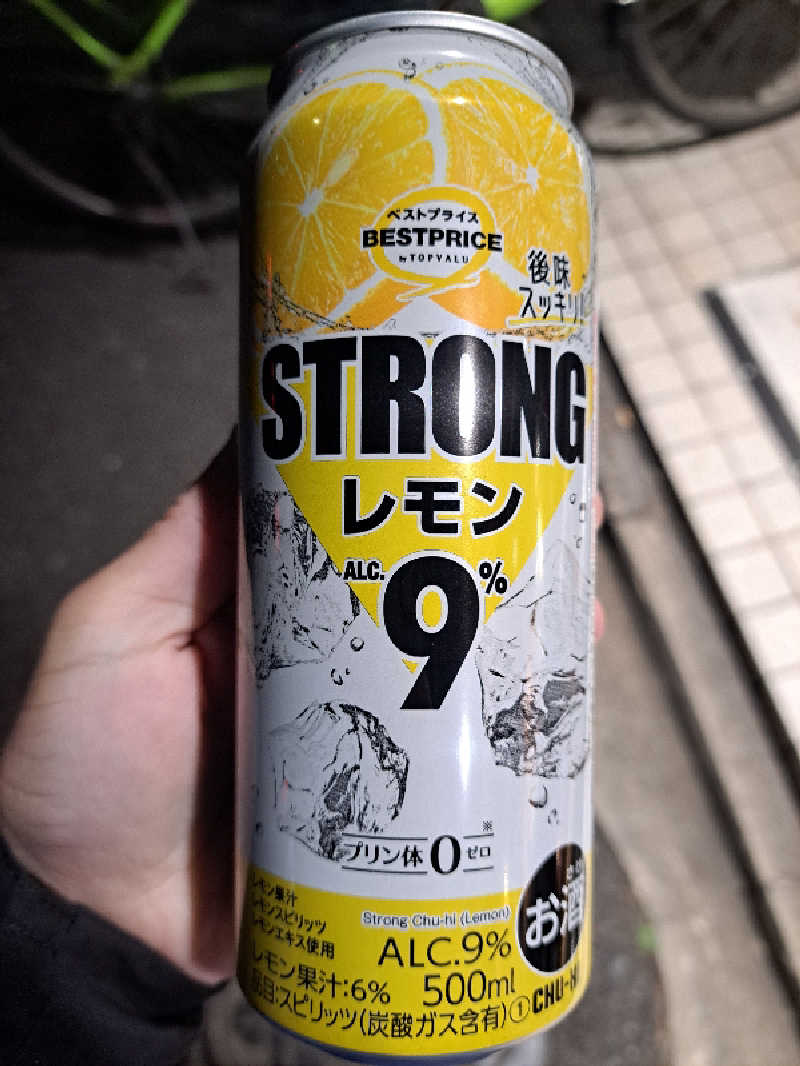 ベストプライス
BESTPRICE
by TOPVALU
後味
スッキリ!
STRONG
レモン
ALC.9%
プリン体0ゼロ※
レモン果汁
レモンスピリッツ
レモンエキス使用
Strong Chu-hi (Lemon)
ALC.9%
レモン果汁:6% 500ml
品目:スピリッツ(炭酸ガス含有)①
お酒
CHU-HI